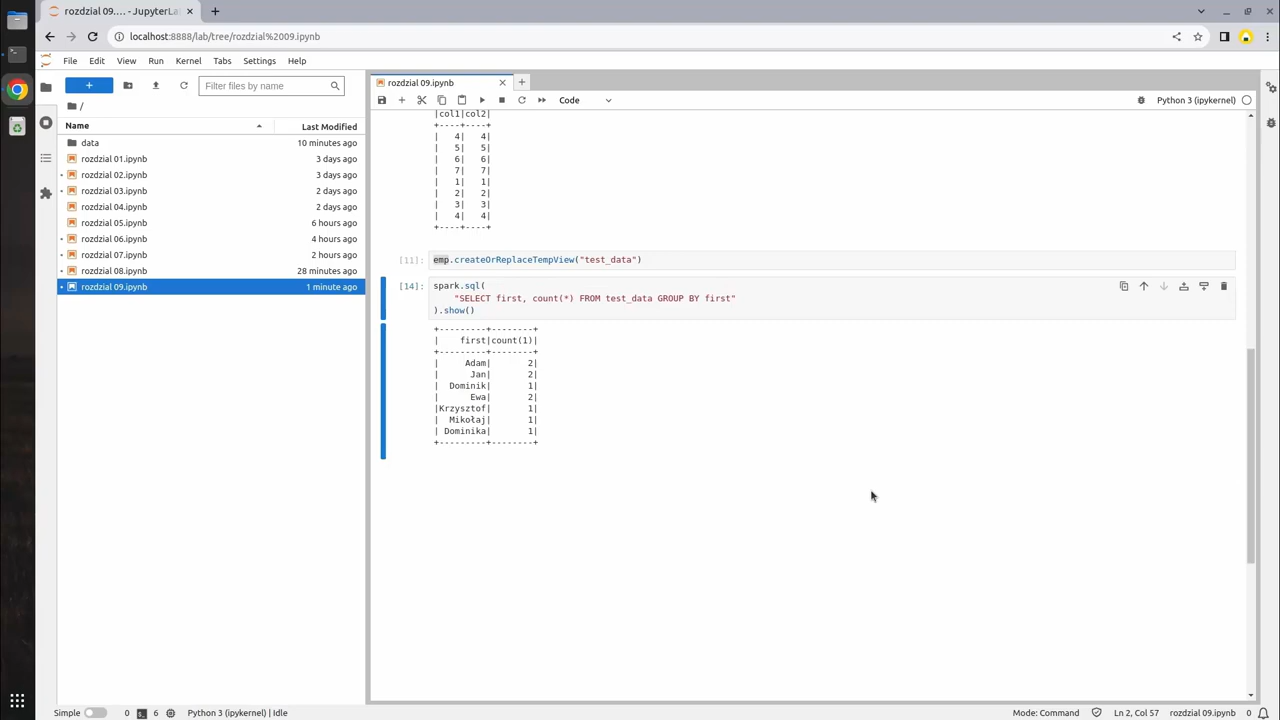 rozdzial 09.... - JupyterLa
localhost:8888/lab/tree/rozdzial%2009.ipynb
File Edit View Run Kernel Tabs Settings Help
Filter files by name
/
Name Last Modified
data 10 minutes ago
rozdzial 01.ipynb 3 days ago
rozdzial 02.ipynb 3 days ago
rozdzial 03.ipynb 2 days ago
rozdzial 04.ipynb 2 days ago
rozdzial 05.ipynb 6 hours ago
rozdzial 06.ipynb 4 hours ago
rozdzial 07.ipynb 2 hours ago
rozdzial 08.ipynb 28 minutes ago
rozdzial 09.ipynb 1 minute ago
rozdzial 09.ipynb
Code
Python 3 (ipykernel)
|col1|col2|
+----+----+
|   4|   4|
|   5|   5|
|   6|   6|
|   7|   7|
|   1|   1|
|   2|   2|
|   3|   3|
|   4|   4|
+----+----+
[11]: emp.createOrReplaceTempView("test_data")
[14]: spark.sql(
"SELECT first, count(*) FROM test_data GROUP BY first"
).show()
+---------+--------+
|    first|count(1)|
+---------+--------+
|     Adam|       2|
|      Jan|       2|
|  Dominik|       1|
|      Ewa|       2|
|Krzysztof|       1|
|  Mikołaj|       1|
| Dominika|       1|
+---------+--------+
Simple 0 6 Python 3 (ipykernel) | Idle Mode: Command Ln 2, Col 57 rozdzial 09.ipynb 0